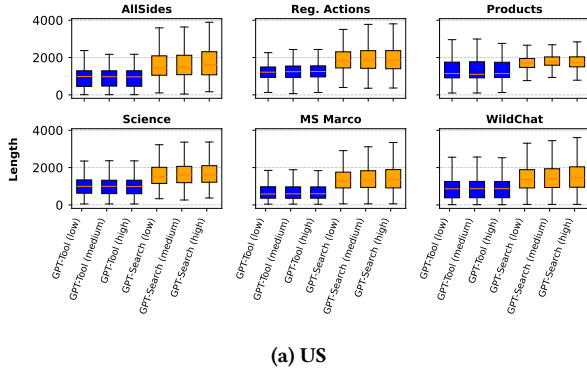 AllSides Reg. Actions Products
4000
2000
0
Science MS Marco WildChat
4000
2000
0
Length
GPT-Tool (low) GPT-Tool (medium) GPT-Tool (high) GPT-Search (low) GPT-Search (medium) GPT-Search (high) GPT-Tool (low) GPT-Tool (medium) GPT-Tool (high) GPT-Search (low) GPT-Search (medium) GPT-Search (high) GPT-Tool (low) GPT-Tool (medium) GPT-Tool (high) GPT-Search (low) GPT-Search (medium) GPT-Search (high)
(a) US